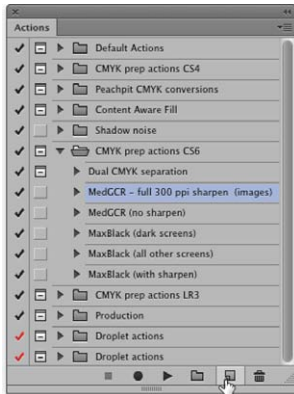 Actions
Default Actions
CMYK prep actions CS4
Peachpit CMYK conversions
Content Aware Fill
Shadow noise
CMYK prep actions CS6
Dual CMYK separation
MedGCR – full 300 ppi sharpen (images)
MedGCR (no sharpen)
MaxBlack (dark screens)
MaxBlack (all other screens)
MaxBlack (with sharpen)
CMYK prep actions LR3
Production
Droplet actions
Droplet actions